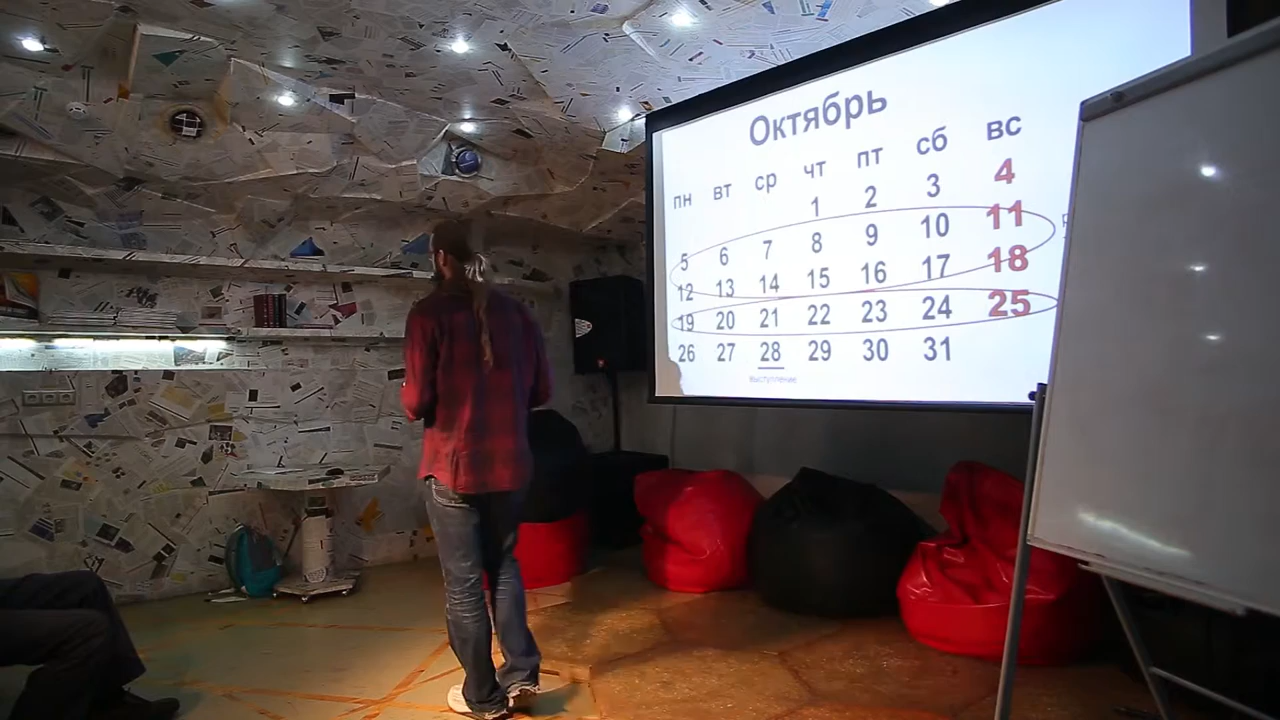 Октябрь
пн вт ср чт пт сб вс
1 2 3 4
5 6 7 8 9 10 11
12 13 14 15 16 17 18
19 20 21 22 23 24 25
26 27 28 29 30 31
выступление